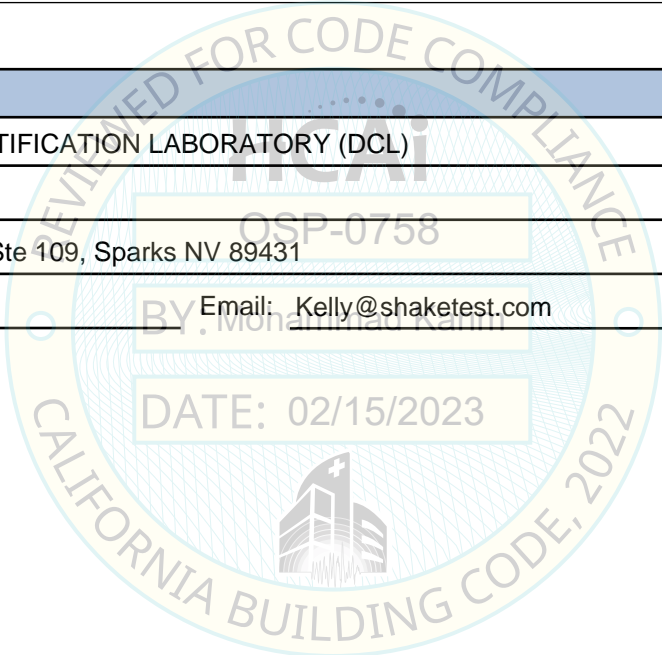 REVIEWED FOR CODE COMPLIANCE
HCAi
TIFICATION LABORATORY (DCL)
OSP-0758
Ste 109, Sparks NV 89431
Email: Kelly@shaketest.com
BY: Mohammad Karim
DATE: 02/15/2023
CALIFORNIA BUILDING CODE, 2022